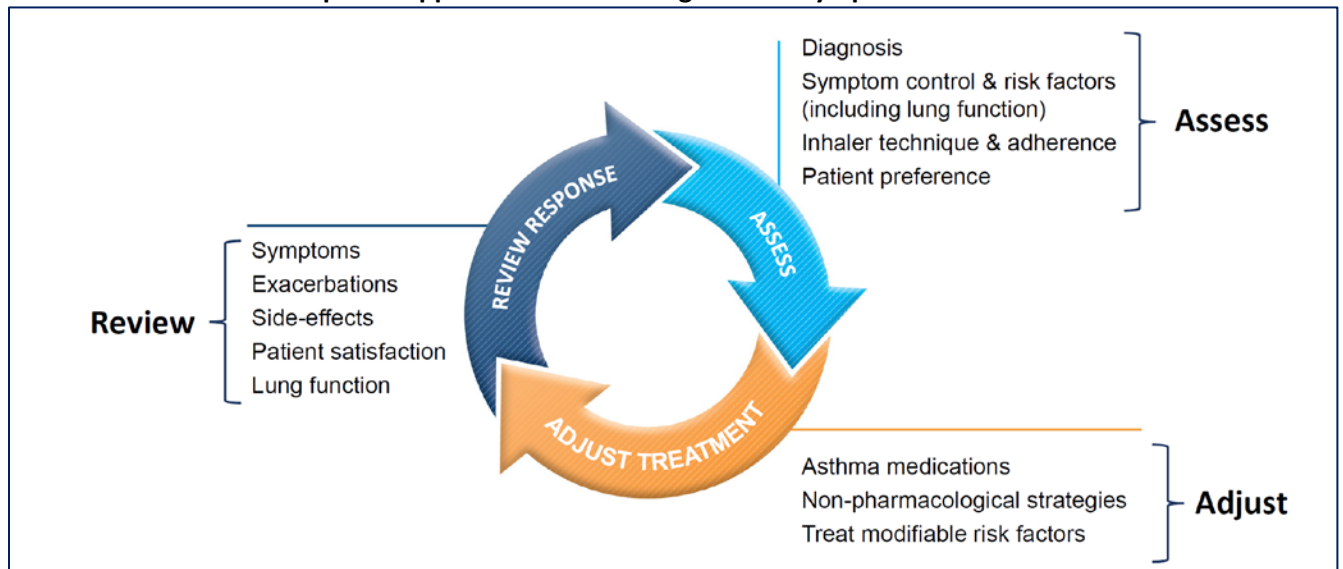 Diagnosis
Symptom control & risk factors
(including lung function)
Inhaler technique & adherence
Patient preference
Assess
REVIEW RESPONSE
ASSESS
Symptoms
Exacerbations
Side-effects
Patient satisfaction
Lung function
Review
ADJUST TREATMENT
Asthma medications
Non-pharmacological strategies
Treat modifiable risk factors
Adjust